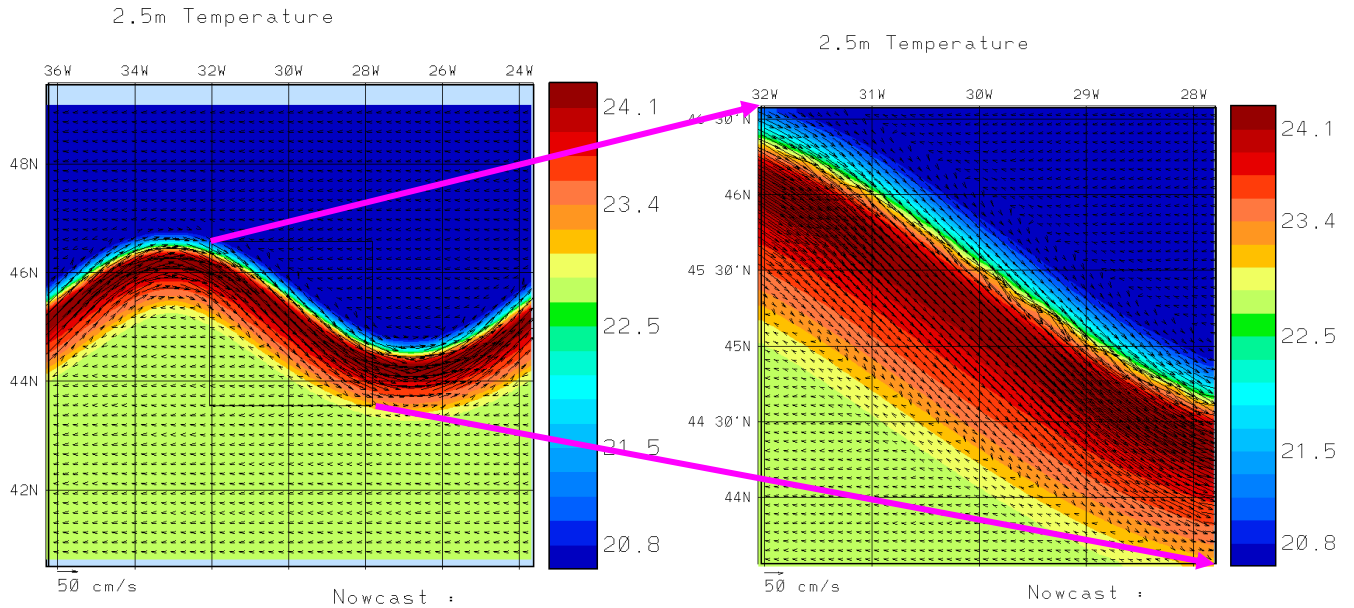 2.5m Temperature
36W 34W 32W 30W 28W 26W 24W
48N
46N
44N
42N
24.1
23.4
22.5
21.5
20.8
50 cm/s
Nowcast :
2.5m Temperature
32W 31W 30W 29W 28W
46 30'N
46N
45 30'N
45N
44 30'N
44N
24.1
23.4
22.5
21.5
20.8
50 cm/s
Nowcast :